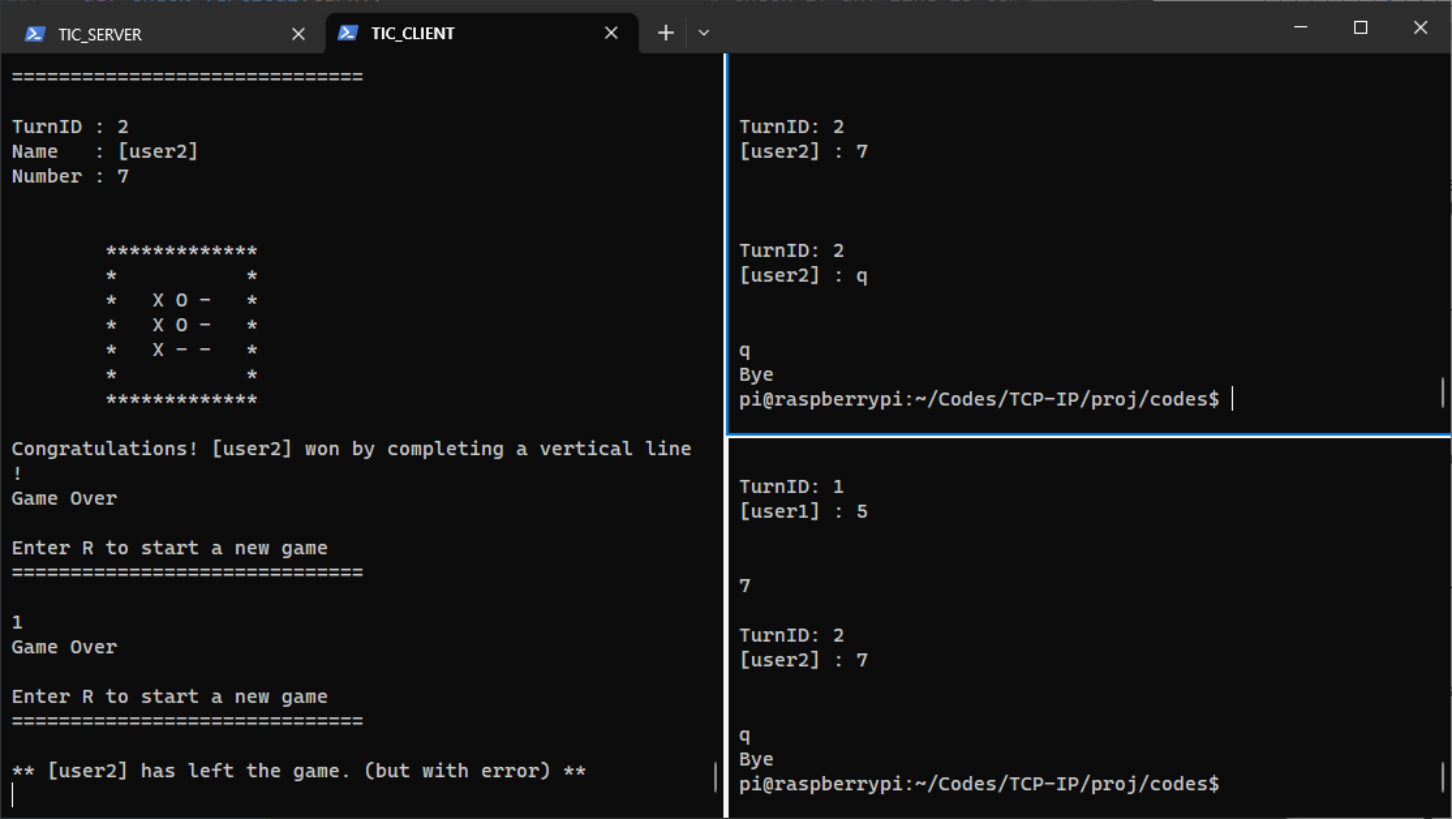 TIC_SERVER
TIC_CLIENT
==============================
TurnID : 2
Name   : [user2]
Number : 7
        *************
        *           *
        *   X O -   *
        *   X O -   *
        *   X - -   *
        *           *
        *************
Congratulations! [user2] won by completing a vertical line
!
Game Over
Enter R to start a new game
==============================
1
Game Over
Enter R to start a new game
==============================
** [user2] has left the game. (but with error) **
TurnID: 2
[user2] : 7
TurnID: 2
[user2] : q
q
Bye
pi@raspberrypi:~/Codes/TCP-IP/proj/codes$
TurnID: 1
[user1] : 5
7
TurnID: 2
[user2] : 7
q
Bye
pi@raspberrypi:~/Codes/TCP-IP/proj/codes$